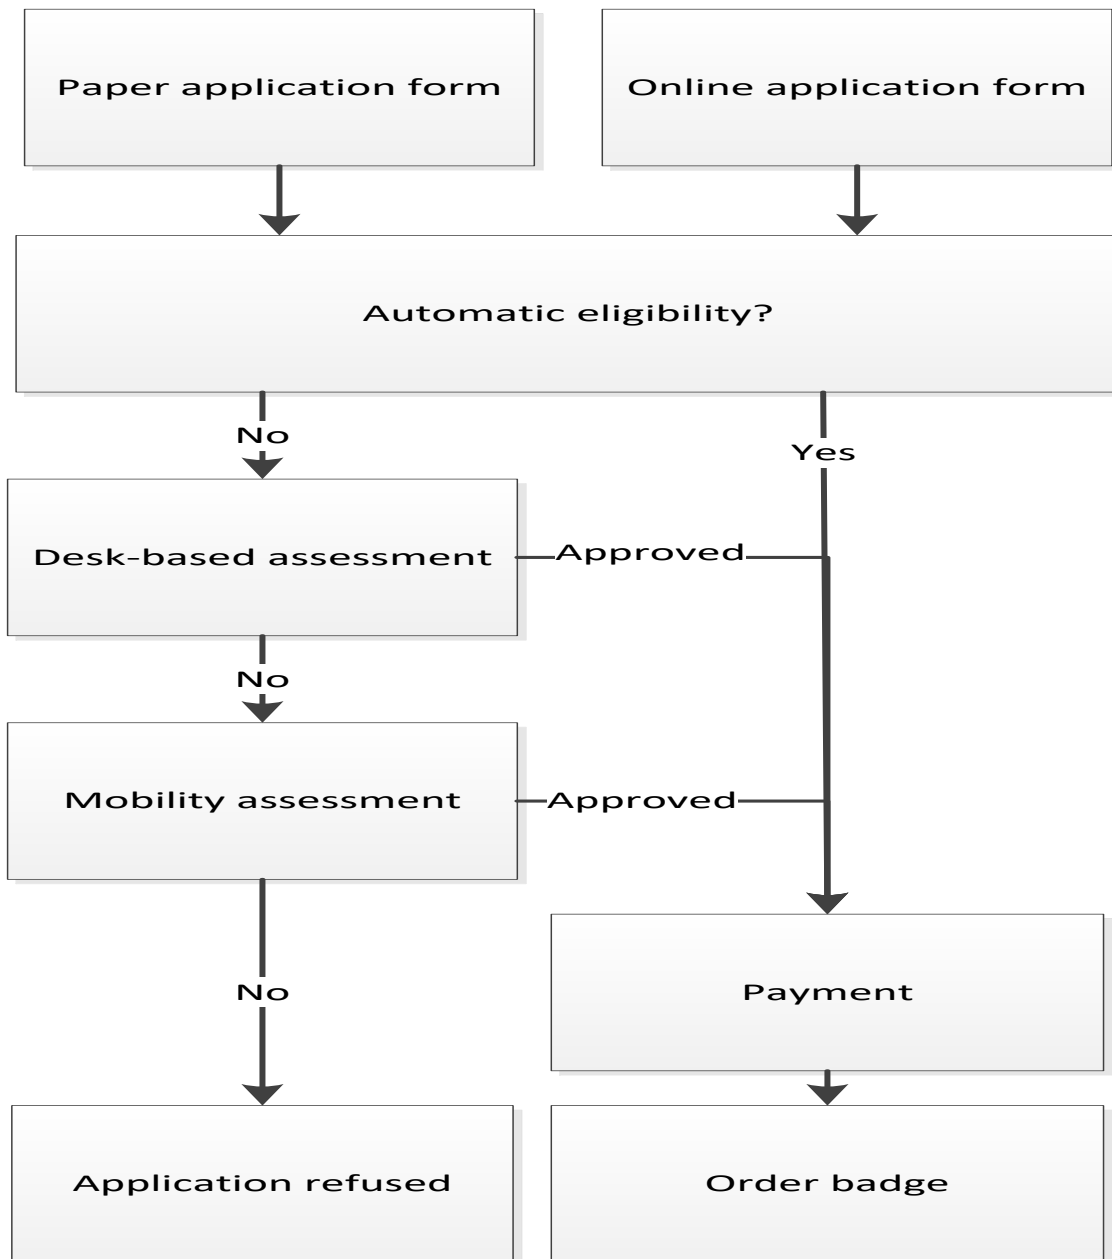 Paper application form
Online application form
Automatic eligibility?
No
Yes
Desk-based assessment
Approved
No
Mobility assessment
Approved
No
Payment
Application refused
Order badge